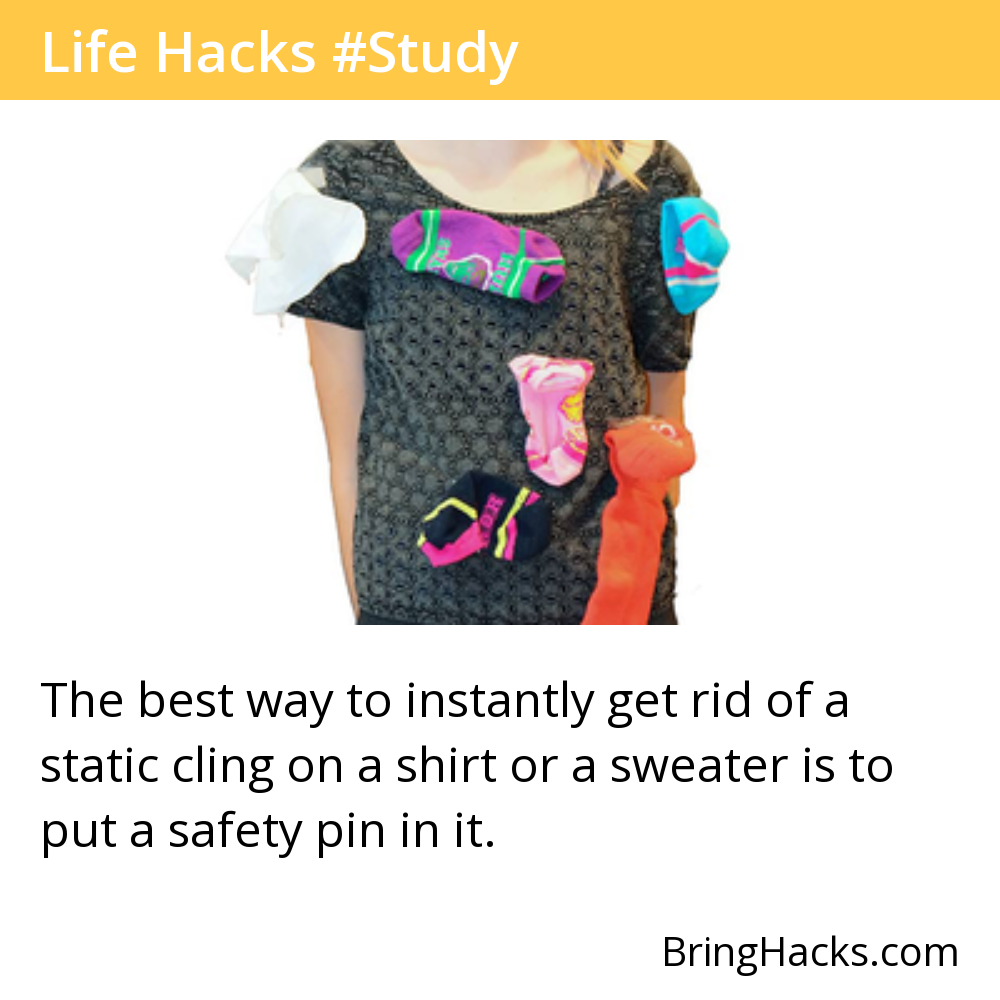 Life Hacks #Study
The best way to instantly get rid of a
static cling on a shirt or a sweater is to
put a safety pin in it.
BringHacks.com